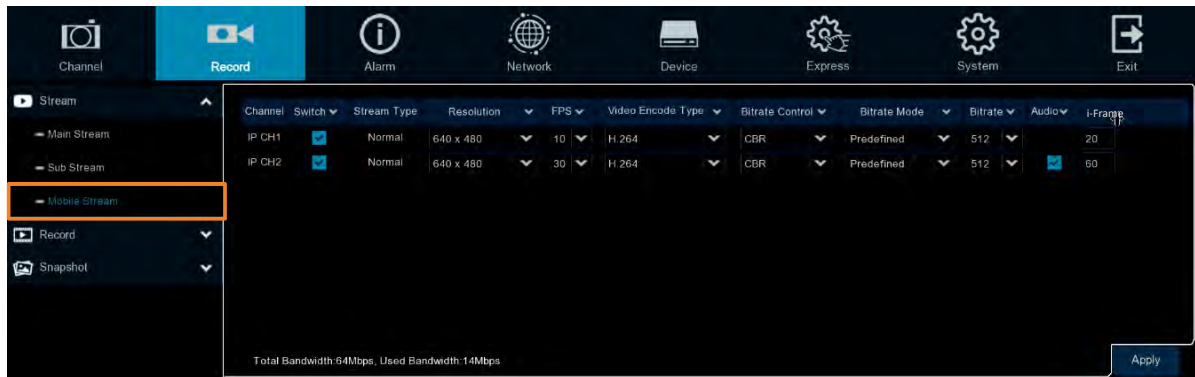 Channel Record Alarm Network Device Express System Exit
Stream
Main Stream
Sub Stream
Mobile Stream
Record
Snapshot
Channel Switch Stream Type Resolution FPS Video Encode Type Bitrate Control Bitrate Mode Bitrate Audio i-Frame
IP CH1 Normal 640 x 480 10 H.264 CBR Predefined 512 20
IP CH2 Normal 640 x 480 30 H.264 CBR Predefined 512 60
Total Bandwidth:64Mbps, Used Bandwidth:14Mbps
Apply